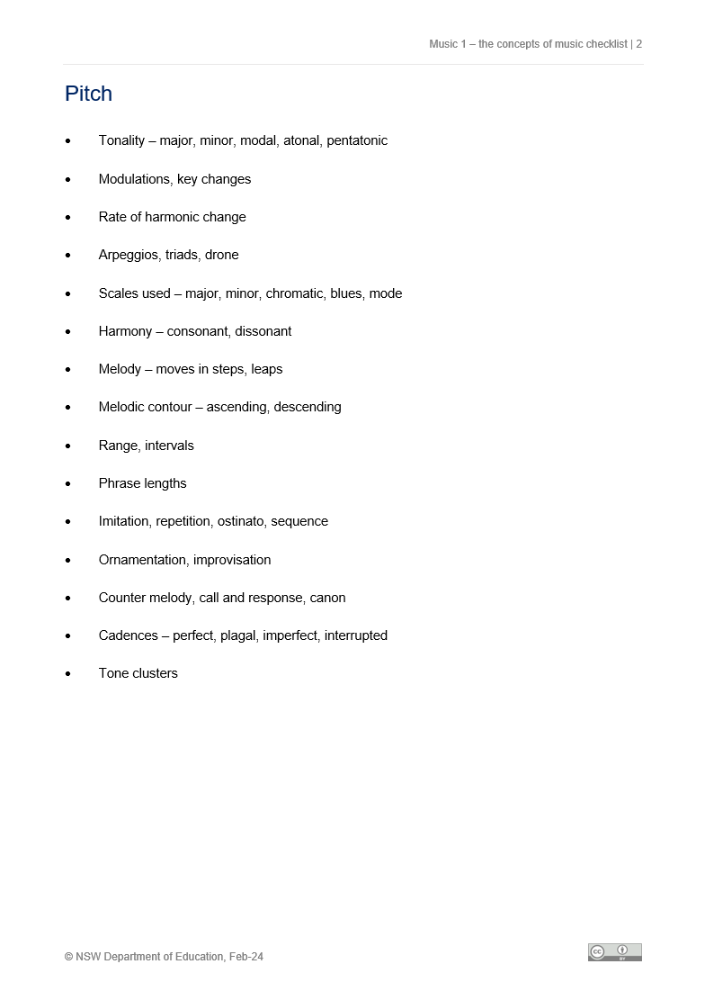 Music 1 – the concepts of music checklist | 2
Pitch
• Tonality – major, minor, modal, atonal, pentatonic
• Modulations, key changes
• Rate of harmonic change
• Arpeggios, triads, drone
• Scales used – major, minor, chromatic, blues, mode
• Harmony – consonant, dissonant
• Melody – moves in steps, leaps
• Melodic contour – ascending, descending
• Range, intervals
• Phrase lengths
• Imitation, repetition, ostinato, sequence
• Ornamentation, improvisation
• Counter melody, call and response, canon
• Cadences – perfect, plagal, imperfect, interrupted
• Tone clusters
© NSW Department of Education, Feb-24
cc
BY